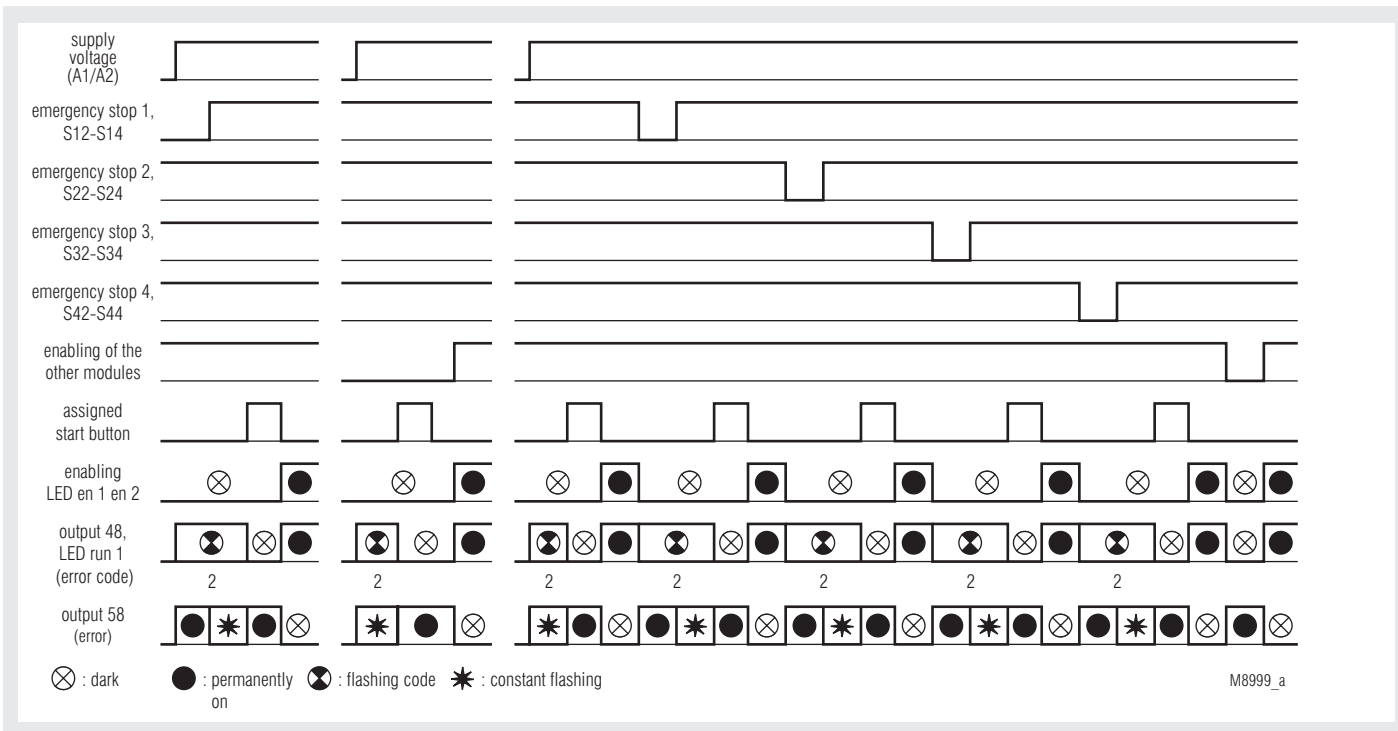 supply
voltage
(A1/A2)
emergency stop 1,
S12-S14
emergency stop 2,
S22-S24
emergency stop 3,
S32-S34
emergency stop 4,
S42-S44
enabling of the
other modules
assigned
start button
enabling
LED en 1 en 2
output 48,
LED run 1
(error code)
2 2 2 2 2 2 2
output 58
(error)
: dark : permanently : flashing code : constant flashing
on
M8999_a